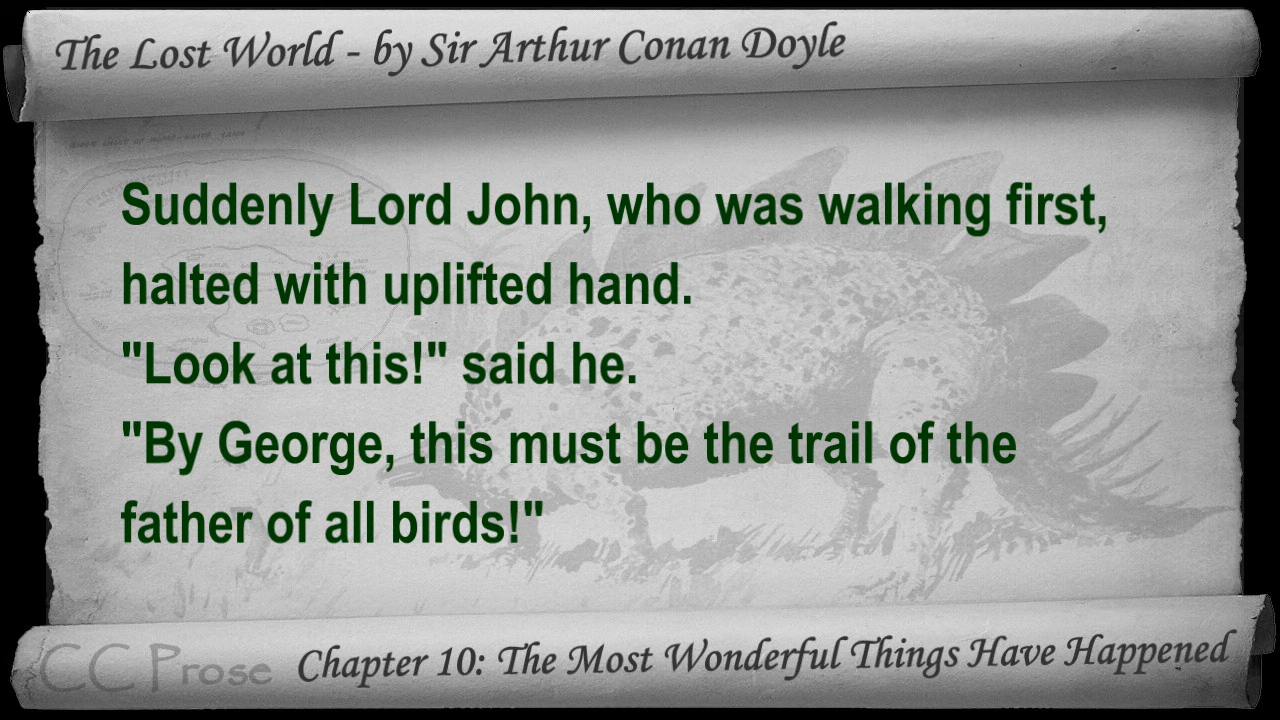 The Lost World - by Sir Arthur Conan Doyle
Suddenly Lord John, who was walking first,
halted with uplifted hand.
"Look at this!" said he.
"By George, this must be the trail of the
father of all birds!"
CC Prose
Chapter 10: The Most Wonderful Things Have Happened